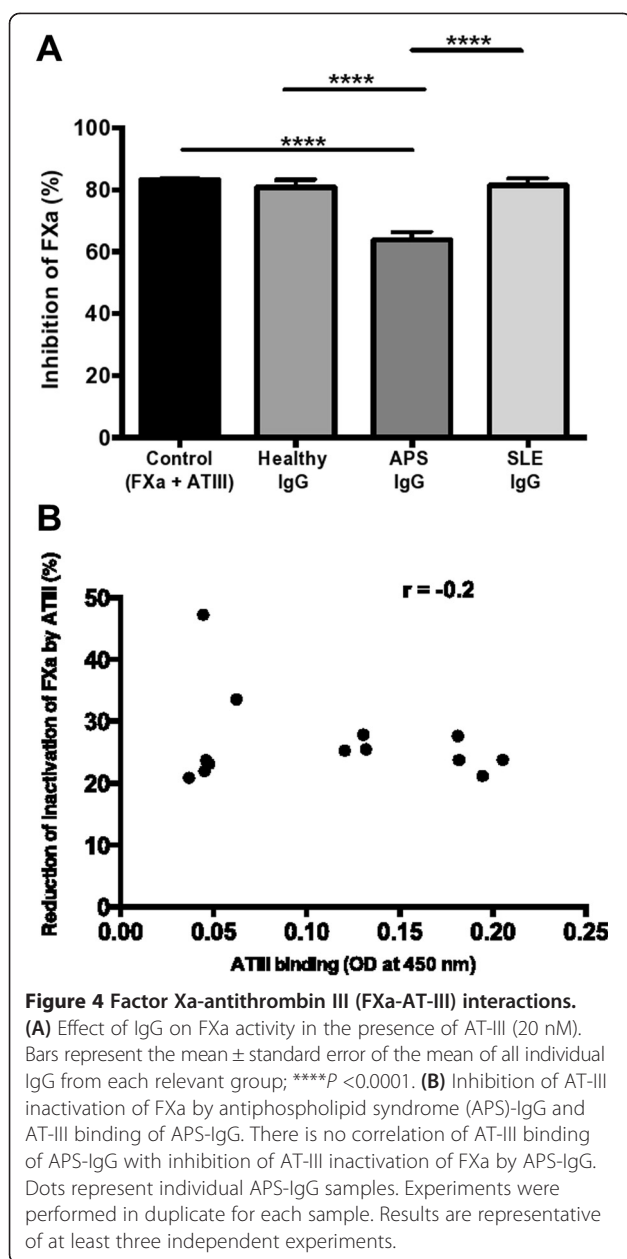 A
****
****
****
Inhibition of FXa (%)
100
80
60
40
20
0
Control
(FXa + ATIII)
Healthy
IgG
APS
IgG
SLE
IgG
B
r = -0.2
Reduction of Inactivation of FXa by ATIII (%)
50
40
30
20
10
0
0.00 0.05 0.10 0.15 0.20 0.25
ATIII binding (OD at 450 nm)
Figure 4 Factor Xa-antithrombin III (FXa-AT-III) interactions.
(A) Effect of IgG on FXa activity in the presence of AT-III (20 nM).
Bars represent the mean ± standard error of the mean of all individual
IgG from each relevant group; ****P <0.0001. (B) Inhibition of AT-III
inactivation of FXa by antiphospholipid syndrome (APS)-IgG and
AT-III binding of APS-IgG. There is no correlation of AT-III binding
of APS-IgG with inhibition of AT-III inactivation of FXa by APS-IgG.
Dots represent individual APS-IgG samples. Experiments were
performed in duplicate for each sample. Results are representative
of at least three independent experiments.